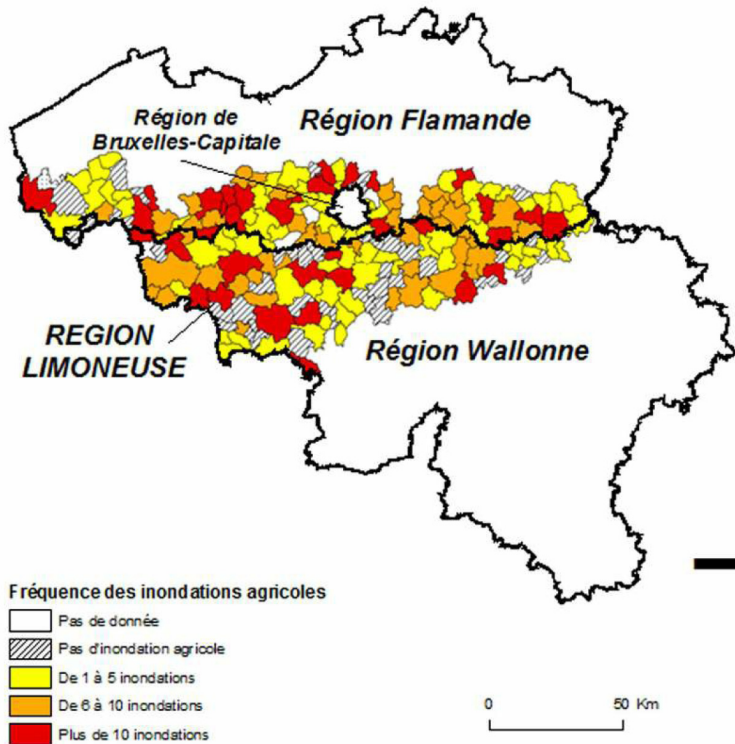 Région de
Bruxelles-Capitale
Région Flamande
REGION
LIMONEUSE
Région Wallonne
Fréquence des inondations agricoles
Pas de donnée
Pas d'inondation agricole
De 1 à 5 inondations
De 6 à 10 inondations
Plus de 10 inondations
0 50 Km